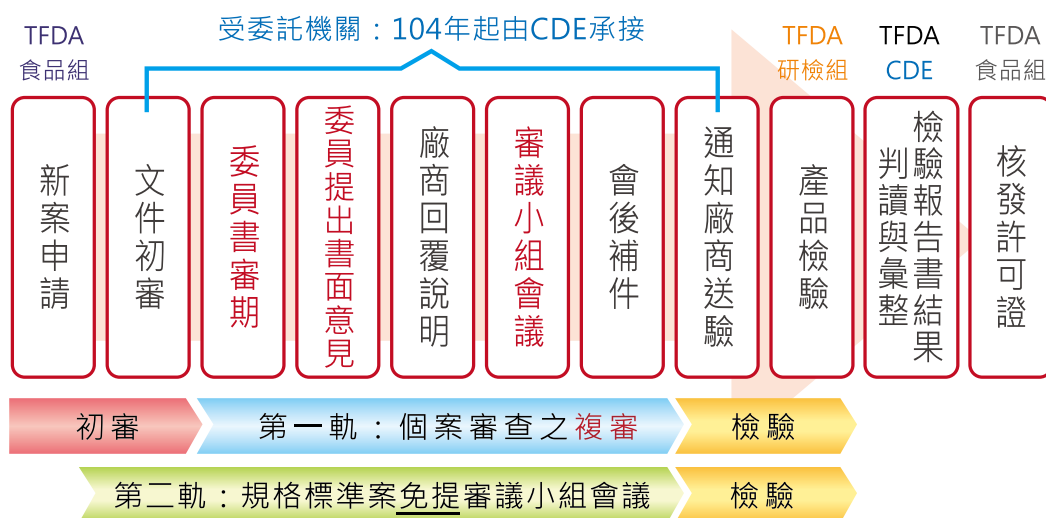 受委託機關：104年起由CDE承接
TFDA
食品組
TFDA
研檢組
TFDA
CDE
TFDA
食品組
新案申請
文件初審
委員書審期
委員提出書面意見
廠商回覆說明
審議小組會議
會後補件
通知廠商送驗
產品檢驗
檢驗報告書結果
判讀與彙整
核發許可證
初審
第一軌：個案審查之複審
檢驗
第二軌：規格標準案免提審議小組會議
檢驗